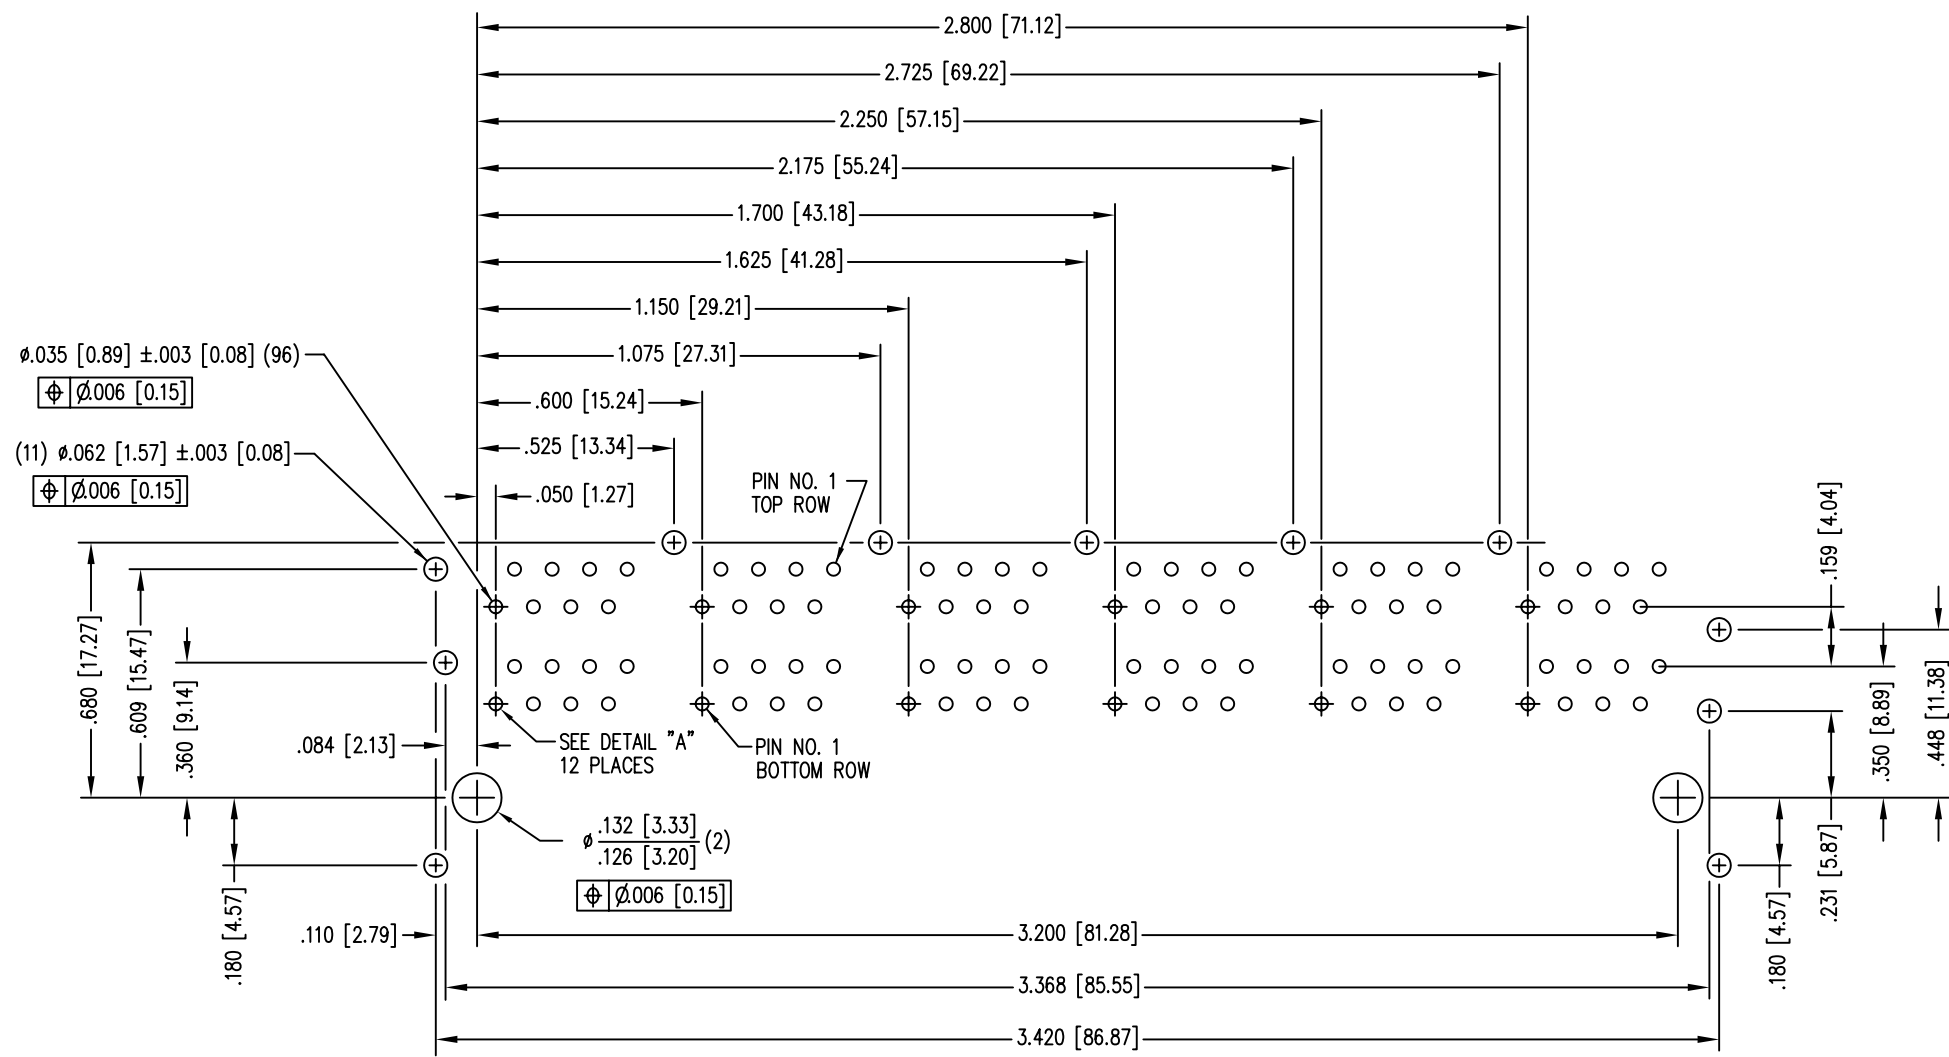 2.800 [71.12]
2.725 [69.22]
2.250 [57.15]
2.175 [55.24]
1.700 [43.18]
1.625 [41.28]
1.150 [29.21]
1.075 [27.31]
.600 [15.24]
.525 [13.34]
.050 [1.27]
ø.035 [0.89] ±.003 [0.08] (96)
⌖ Ø.006 [0.15]
(11) ø.062 [1.57] ±.003 [0.08]
⌖ Ø.006 [0.15]
PIN NO. 1
TOP ROW
.680 [17.27]
.609 [15.47]
.360 [9.14]
.084 [2.13]
SEE DETAIL "A"
12 PLACES
PIN NO. 1
BOTTOM ROW
.159 [4.04]
.448 [11.38]
.350 [8.89]
.231 [5.87]
.180 [4.57]
ø .132 [3.33]
.126 [3.20] (2)
⌖ Ø.006 [0.15]
.180 [4.57]
.110 [2.79]
3.200 [81.28]
3.368 [85.55]
3.420 [86.87]